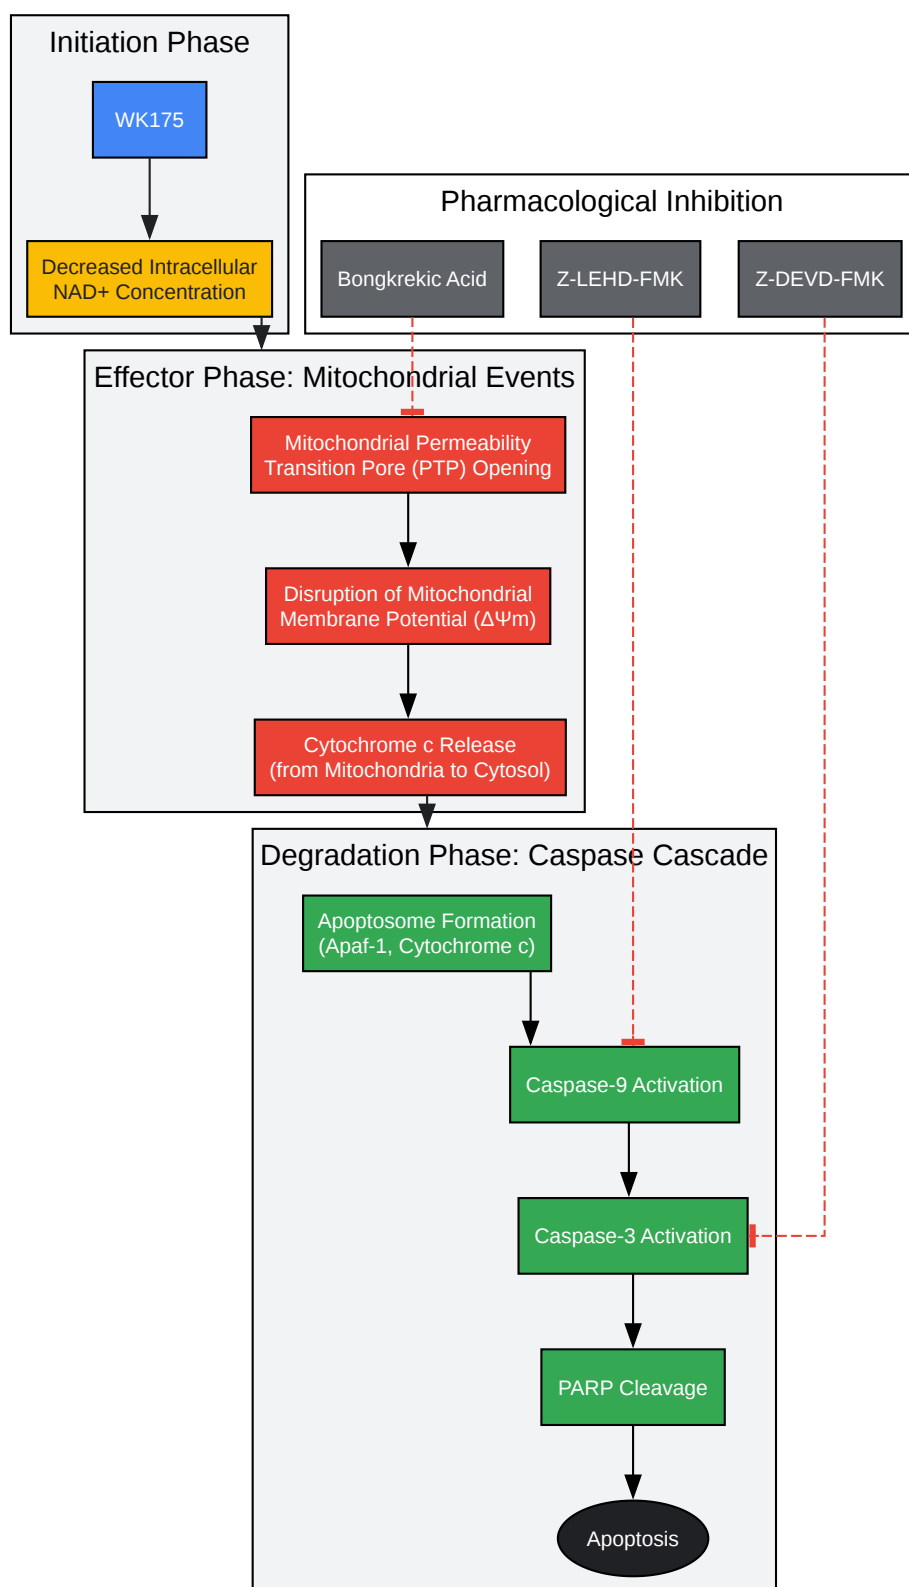 Initiation Phase
WK175
Decreased Intracellular
NAD+ Concentration
Pharmacological Inhibition
Bongkrekic Acid
Z-LEHD-FMK
Z-DEVD-FMK
Effector Phase: Mitochondrial Events
Mitochondrial Permeability
Transition Pore (PTP) Opening
Disruption of Mitochondrial
Membrane Potential (ΔΨm)
Cytochrome c Release
(from Mitochondria to Cytosol)
Degradation Phase: Caspase Cascade
Apoptosome Formation
(Apaf-1, Cytochrome c)
Caspase-9 Activation
Caspase-3 Activation
PARP Cleavage
Apoptosis